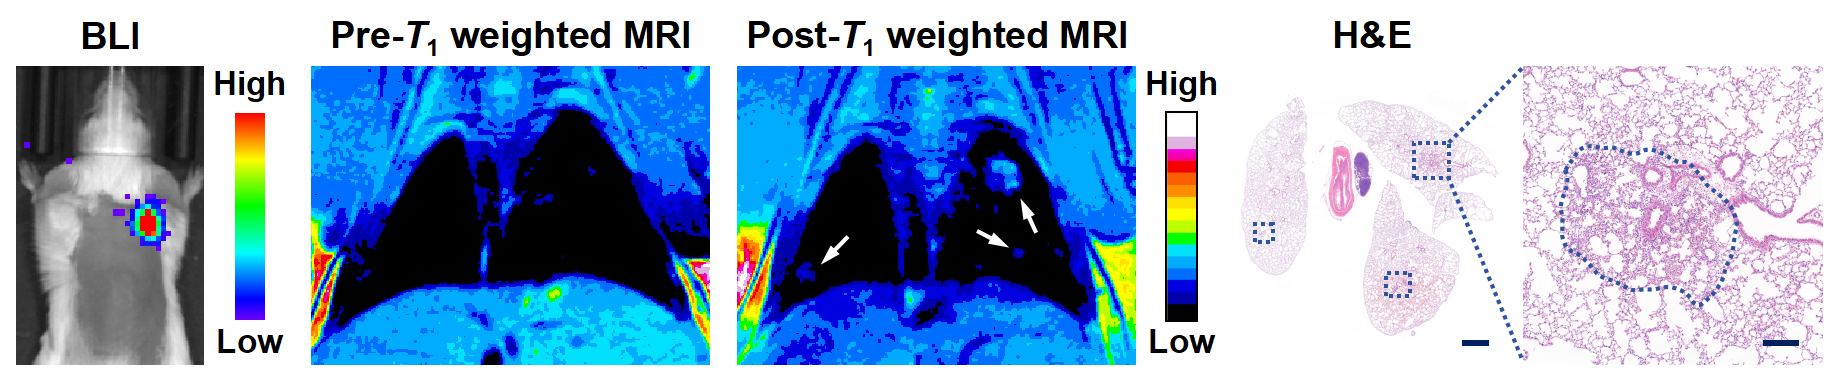 BLI
Pre-T₁ weighted MRI
Post-T₁ weighted MRI
H&E
High
Low
High
Low